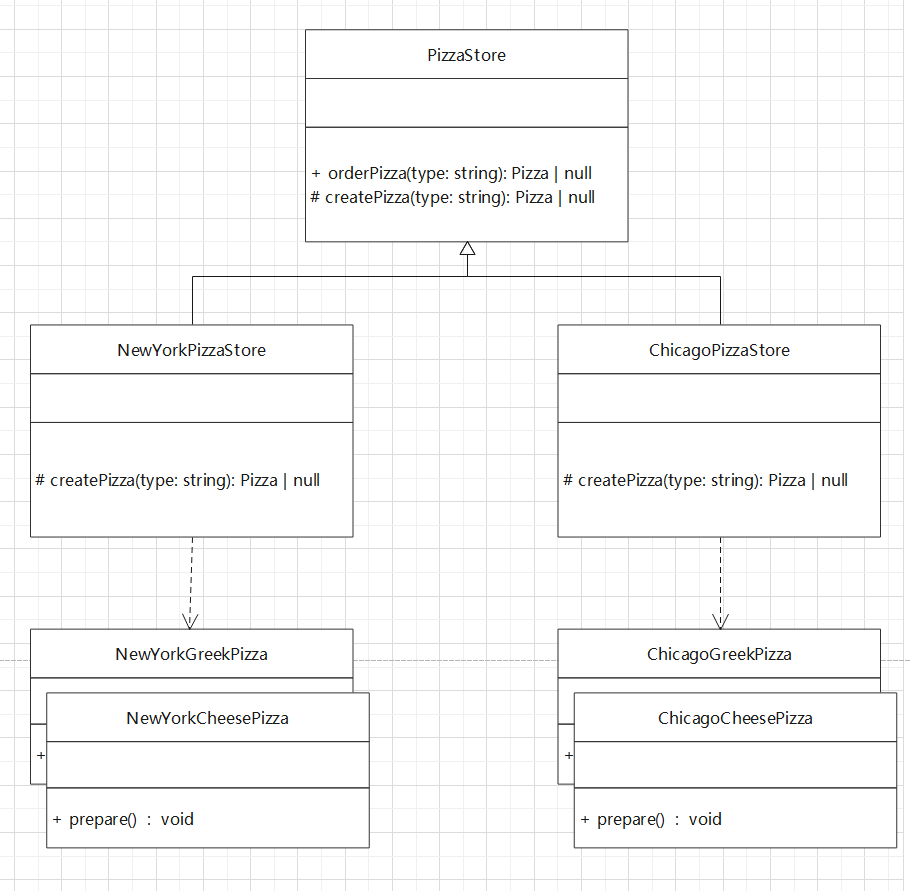 PizzaStore
+ orderPizza(type: string): Pizza | null
# createPizza(type: string): Pizza | null
NewYorkPizzaStore
# createPizza(type: string): Pizza | null
ChicagoPizzaStore
# createPizza(type: string): Pizza | null
NewYorkGreekPizza
+
NewYorkCheesePizza
+ prepare() : void
ChicagoGreekPizza
+
ChicagoCheesePizza
+ prepare() : void